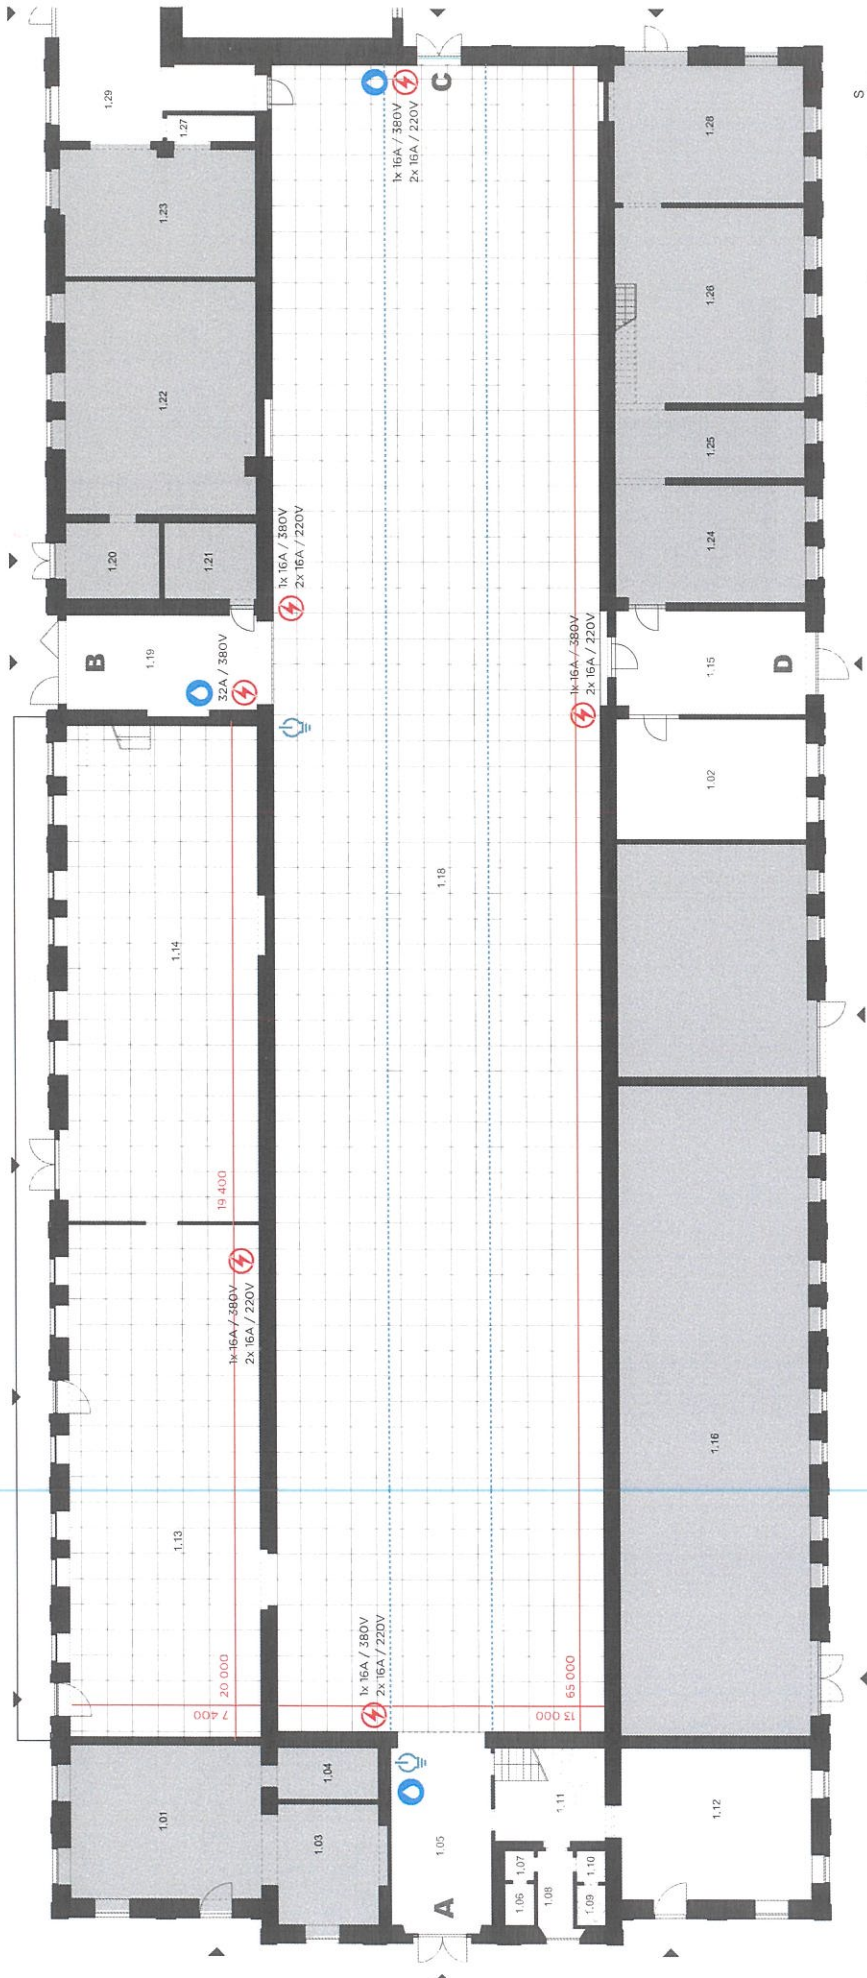 C
S
1.29
1.27
1x 16A / 380V
2x 16A / 220V
1.28
1.23
1.26
1.22
1.25
1.20
1.21
1x 16A / 380V
2x 16A / 220V
1.24
B
1.19
32A / 380V
1x 16A / 380V
2x 16A / 220V
1.15
D
1.02
1.18
1.14
19 400
1x 16A / 380V
2x 16A / 220V
1.16
1.13
1x 16A / 380V
2x 16A / 220V
20 000
7 400
65 000
13 000
1.01
1.04
1.03
1.05
1.11
1.12
1.07
1.06
1.08
1.10
1.09
A